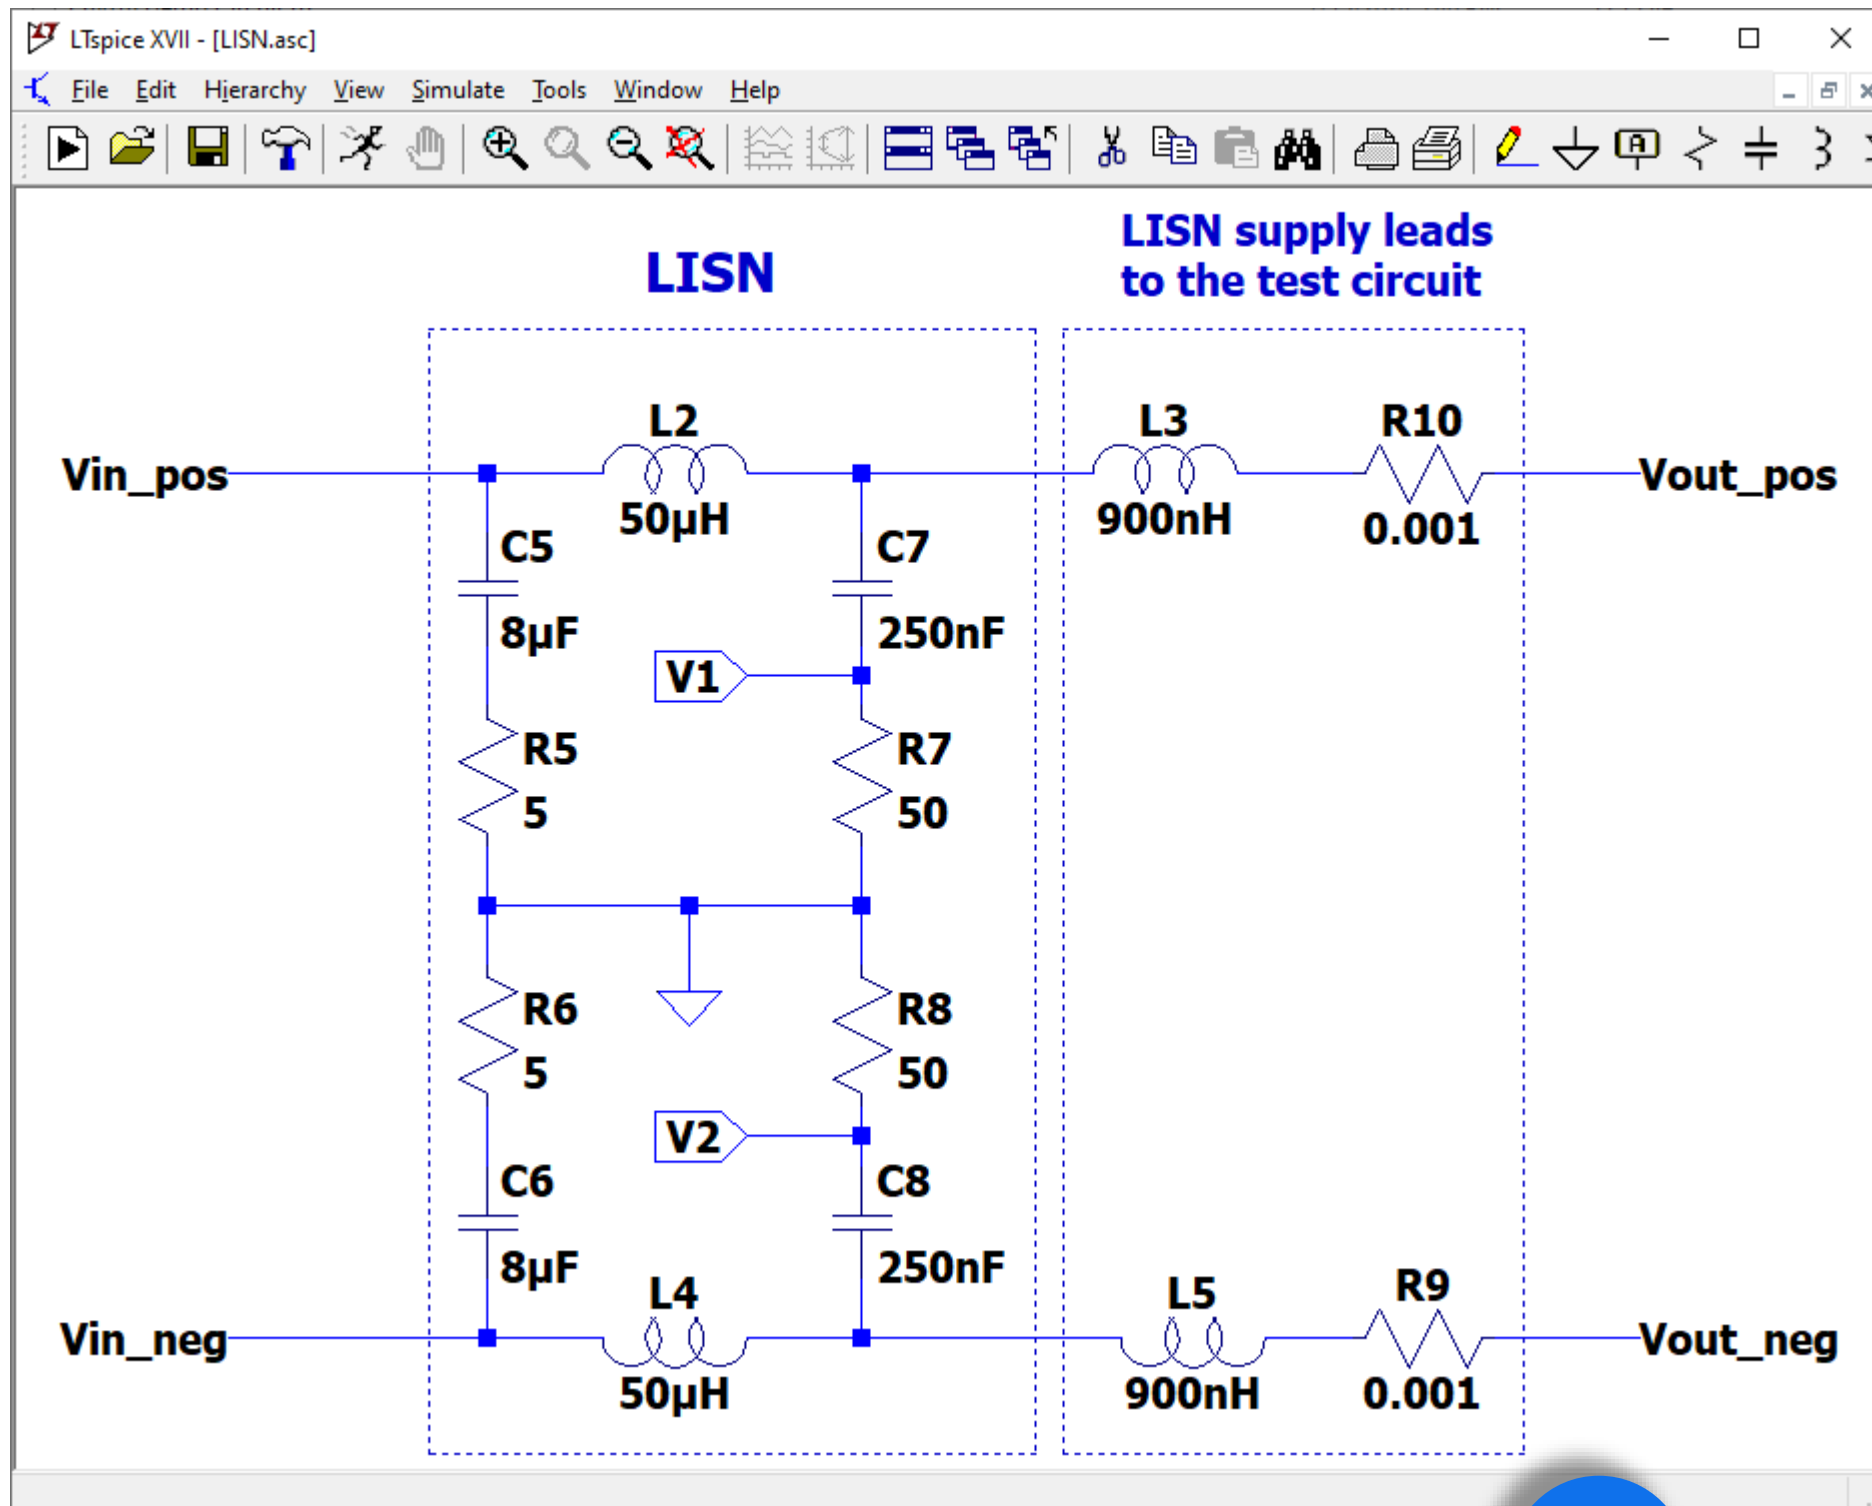 LTspice XVII - [LISN.asc]
File Edit Hierarchy View Simulate Tools Window Help
A
LISN
LISN supply leads
to the test circuit
L2
L3
R10
Vin_pos
Vout_pos
50µH
900nH
0.001
C5
C7
8µF
250nF
V1
R5
R7
5
50
R6
R8
5
50
V2
C6
C8
8µF
250nF
L4
L5
R9
Vin_neg
Vout_neg
50µH
900nH
0.001